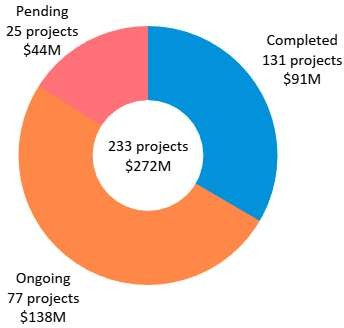 Pending
25 projects
$44M
Completed
131 projects
$91M
233 projects
$272M
Ongoing
77 projects
$138M